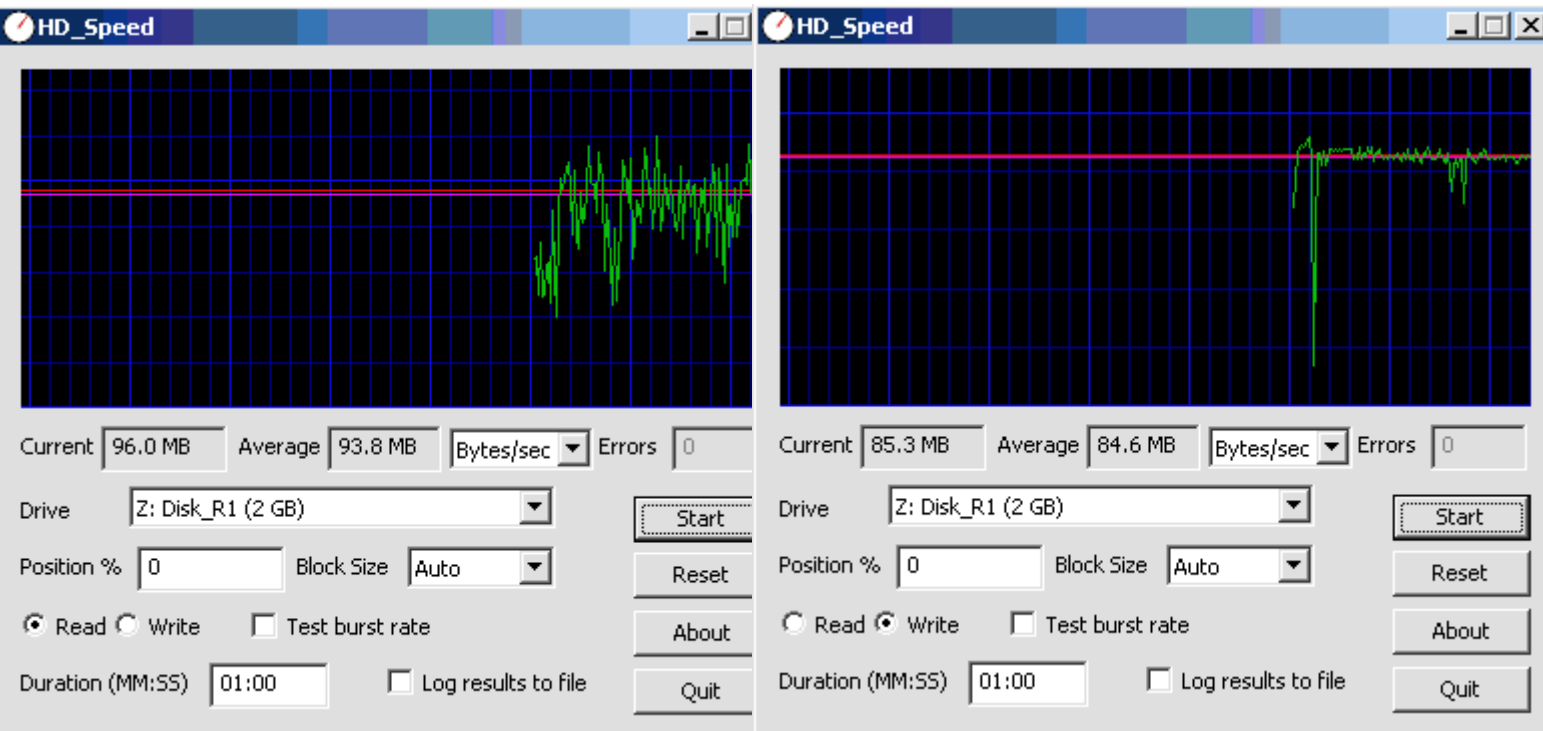 HD_Speed
Current 96.0 MB Average 93.8 MB Bytes/sec Errors 0
Drive Z: Disk_R1 (2 GB) Start
Position % 0 Block Size Auto Reset
Read Write Test burst rate About
Duration (MM:SS) 01:00 Log results to file Quit
HD_Speed
Current 85.3 MB Average 84.6 MB Bytes/sec Errors 0
Drive Z: Disk_R1 (2 GB) Start
Position % 0 Block Size Auto Reset
Read Write Test burst rate About
Duration (MM:SS) 01:00 Log results to file Quit